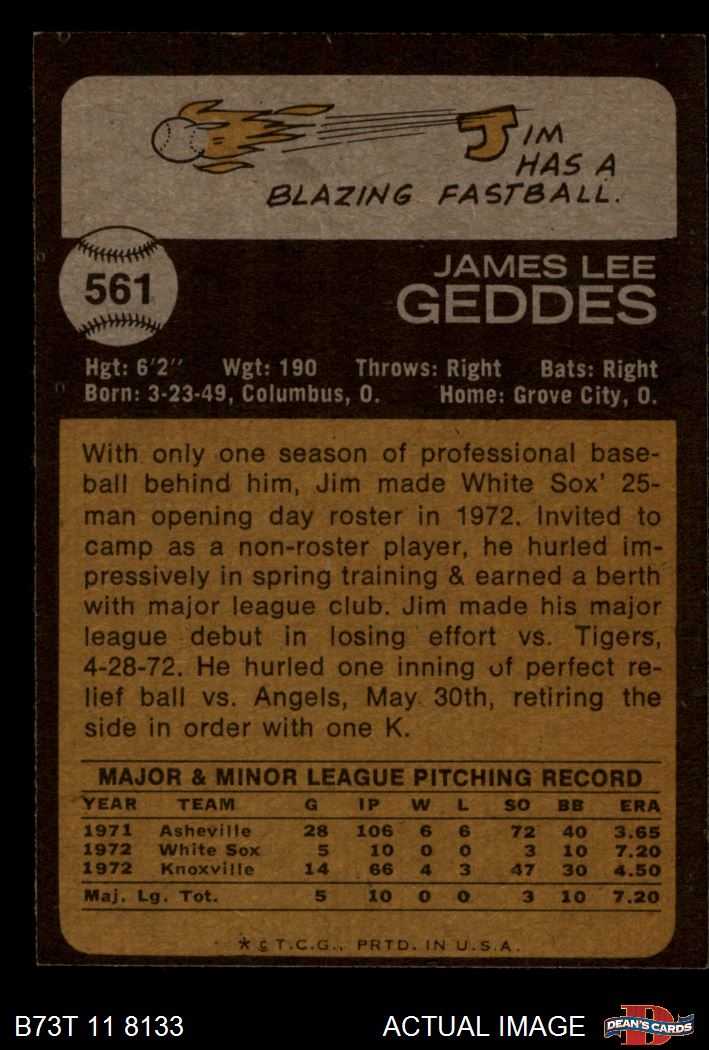 JIM
HAS A
BLAZING FASTBALL.
561
JAMES LEE
GEDDES
Hgt: 6'2" Wgt: 190 Throws: Right Bats: Right
Born: 3-23-49, Columbus, O. Home: Grove City, O.
With only one season of professional base-
ball behind him, Jim made White Sox' 25-
man opening day roster in 1972. Invited to
camp as a non-roster player, he hurled im-
pressively in spring training & earned a berth
with major league club. Jim made his major
league debut in losing effort vs. Tigers,
4-28-72. He hurled one inning of perfect re-
lief ball vs. Angels, May 30th, retiring the
side in order with one K.
MAJOR & MINOR LEAGUE PITCHING RECORD
YEAR TEAM G IP W L SO BB ERA
1971 Asheville 28 106 6 6 72 40 3.65
1972 White Sox 5 10 0 0 3 10 7.20
1972 Knoxville 14 66 4 3 47 30 4.50
Maj. Lg. Tot. 5 10 0 0 3 10 7.20
* © T.C.G., PRTD. IN U.S.A.
B73T 11 8133 ACTUAL IMAGE DEAN'S CARDS